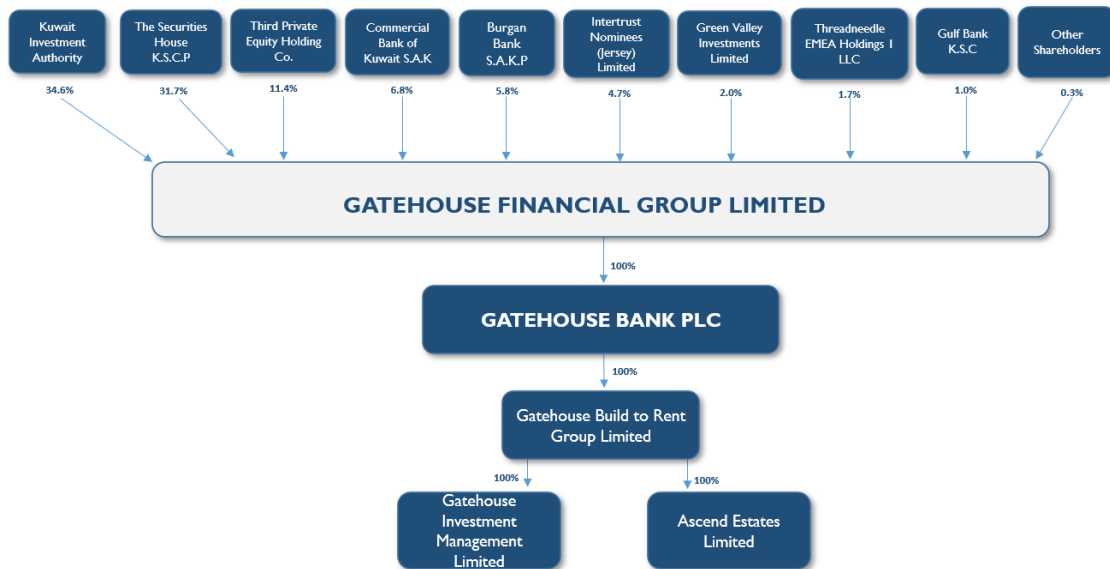 Kuwait
Investment
Authority
The Securities
House
K.S.C.P
Third Private
Equity Holding
Co.
Commercial
Bank of
Kuwait S.A.K
Burgan
Bank
S.A.K.P
Intertrust
Nominees
(Jersey)
Limited
Green Valley
Investments
Limited
Threadneedle
EMEA Holdings 1
LLC
Gulf Bank
K.S.C
Other
Shareholders
34.6%
31.7%
11.4%
6.8%
5.8%
4.7%
2.0%
1.7%
1.0%
0.3%
GATEHOUSE FINANCIAL GROUP LIMITED
100%
GATEHOUSE BANK PLC
100%
Gatehouse Build to Rent
Group Limited
100%
100%
Gatehouse
Investment
Management
Limited
Ascend Estates
Limited